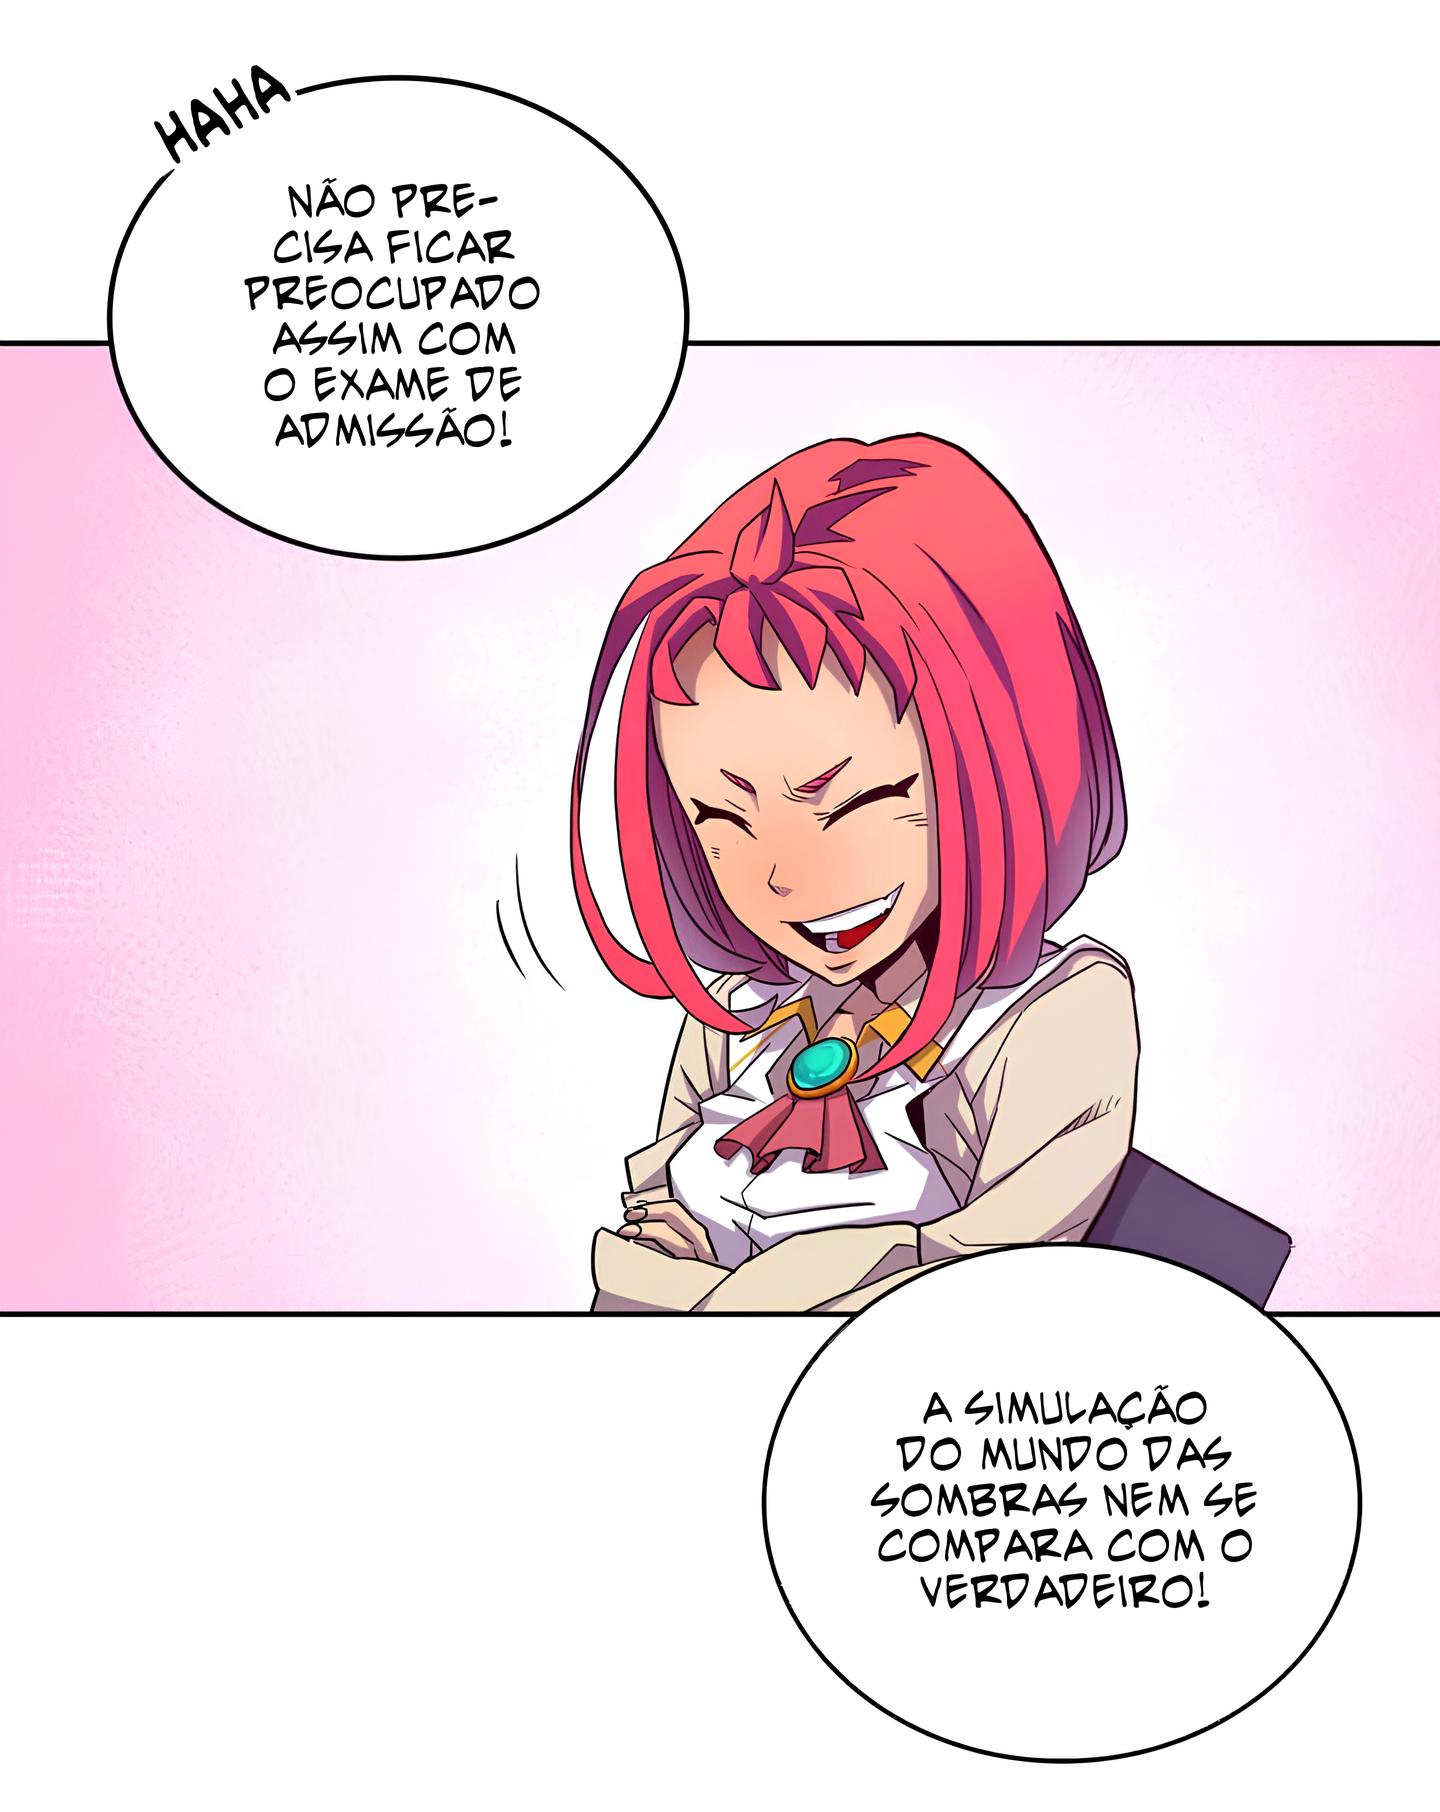 HAHA
NÃO PRE-
CISA FICAR
PREOCUPADO
ASSIM COM
O EXAME DE
ADMISSÃO!
A SIMULAÇÃO
DO MUNDO DAS
SOMBRAS NEM SE
COMPARA COM O
VERDADEIRO!